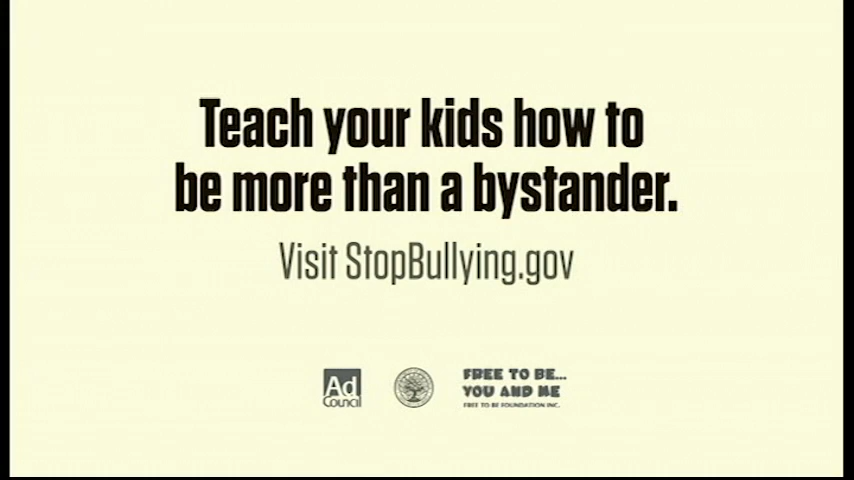 Teach your kids how to
be more than a bystander.
Visit StopBullying.gov
Ad
Council
FREE TO BE...
YOU AND ME
FREE TO BE FOUNDATION INC.